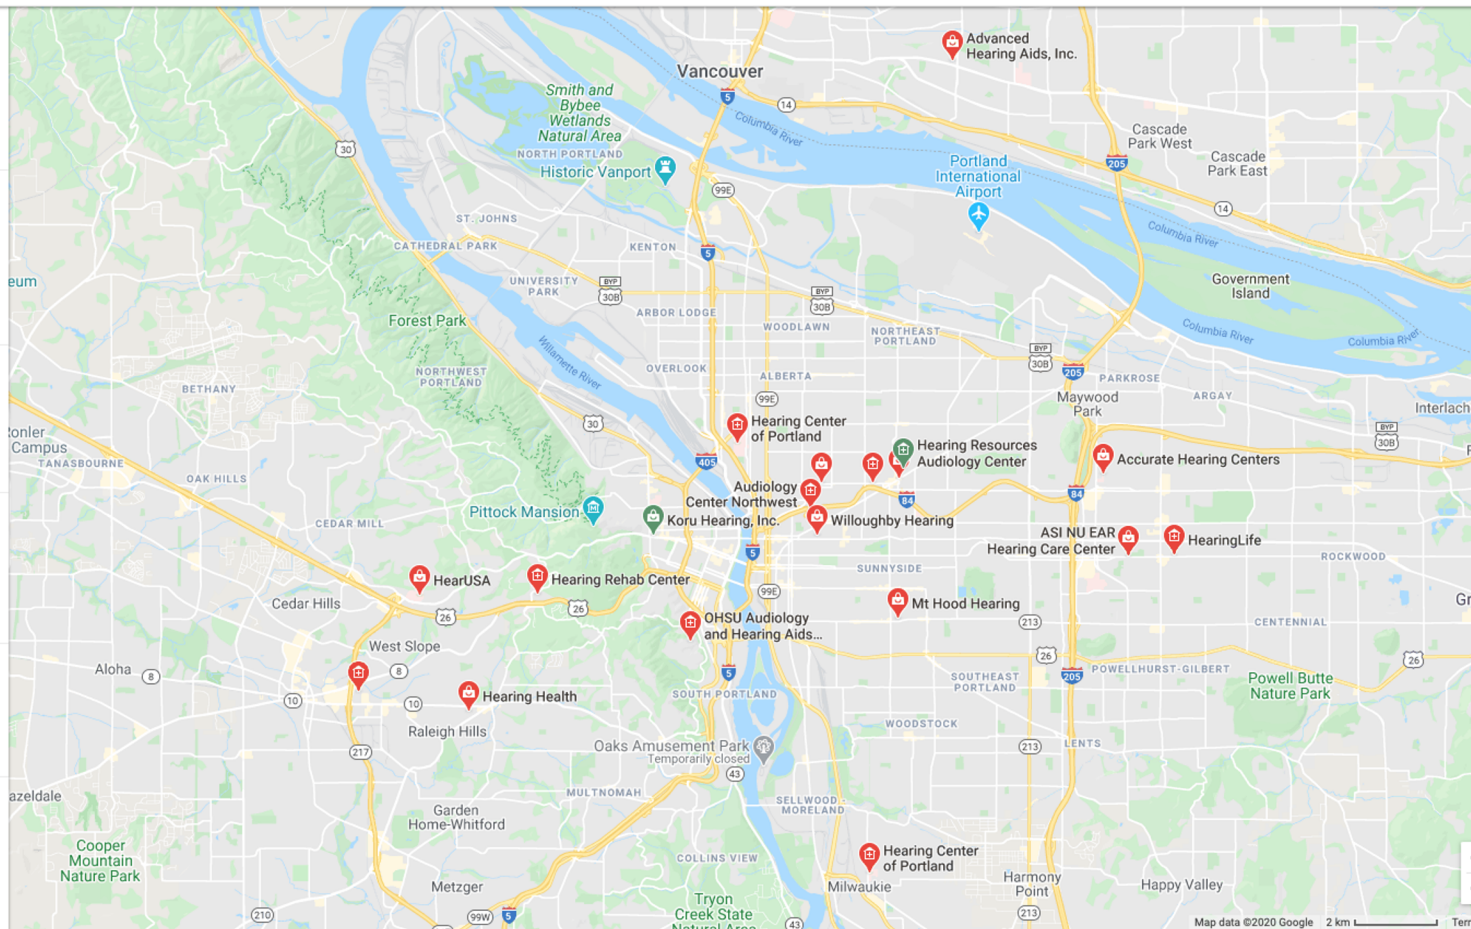 Advanced
Hearing Aids, Inc.
Vancouver
5
14
Smith and
Bybee
Wetlands
Natural Area
Columbia River
Cascade
Park West
30
NORTH PORTLAND
Historic Vanport
Portland
International
Airport
205
Cascade
Park East
99E
14
ST. JOHNS
CATHEDRAL PARK
KENTON
5
Columbia River
eum
UNIVERSITY
PARK
BYP
30B
BYP
30B
Government
Island
ARBOR LODGE
Forest Park
WOODLAWN
NORTHEAST
PORTLAND
Columbia River
Columbia River
Willamette River
BYP
30B
OVERLOOK
ALBERTA
205
PARKROSE
NORTHWEST
PORTLAND
BETHANY
99E
Maywood
Park
ARGAY
Interlach
30
Hearing Center
of Portland
BYP
30B
Ronler
Campus
TANASBOURNE
405
Hearing Resources
Audiology Center
Accurate Hearing Centers
OAK HILLS
Audiology
Center Northwest
84
84
Pittock Mansion
Koru Hearing, Inc.
Willoughby Hearing
CEDAR MILL
ASI NU EAR
Hearing Care Center
HearingLife
5
ROCKWOOD
SUNNYSIDE
HearUSA
Hearing Rehab Center
99E
Cedar Hills
26
26
Mt Hood Hearing
Gr
OHSU Audiology
and Hearing Aids...
213
CENTENNIAL
West Slope
26
26
Aloha
8
8
5
205
POWELLHURST-GILBERT
SOUTHEAST
PORTLAND
Powell Butte
Nature Park
10
10
Hearing Health
SOUTH PORTLAND
Raleigh Hills
WOODSTOCK
217
Oaks Amusement Park
Temporarily closed
213
LENTS
43
azeldale
MULTNOMAH
SELLWOOD -
MORELAND
Garden
Home-Whitford
Cooper
Mountain
Nature Park
COLLINS VIEW
Hearing Center
of Portland
Metzger
Milwaukie
Harmony
Point
Happy Valley
Tryon
Creek State
Natural Area
210
99W
5
43
213
Map data ©2020 Google
2 km
Terr